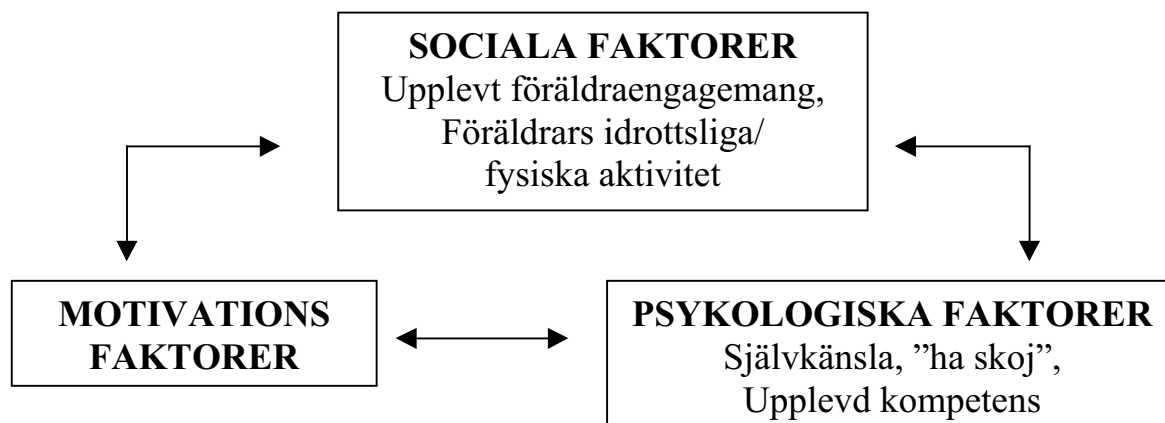 SOCIALA FAKTORER
Upplevt föräldraengagemang,
Föräldrars idrottsliga/
fysiska aktivitet
MOTIVATIONS
FAKTORER
PSYKOLOGISKA FAKTORER
Självkänsla, ”ha skoj”,
Upplevd kompetens